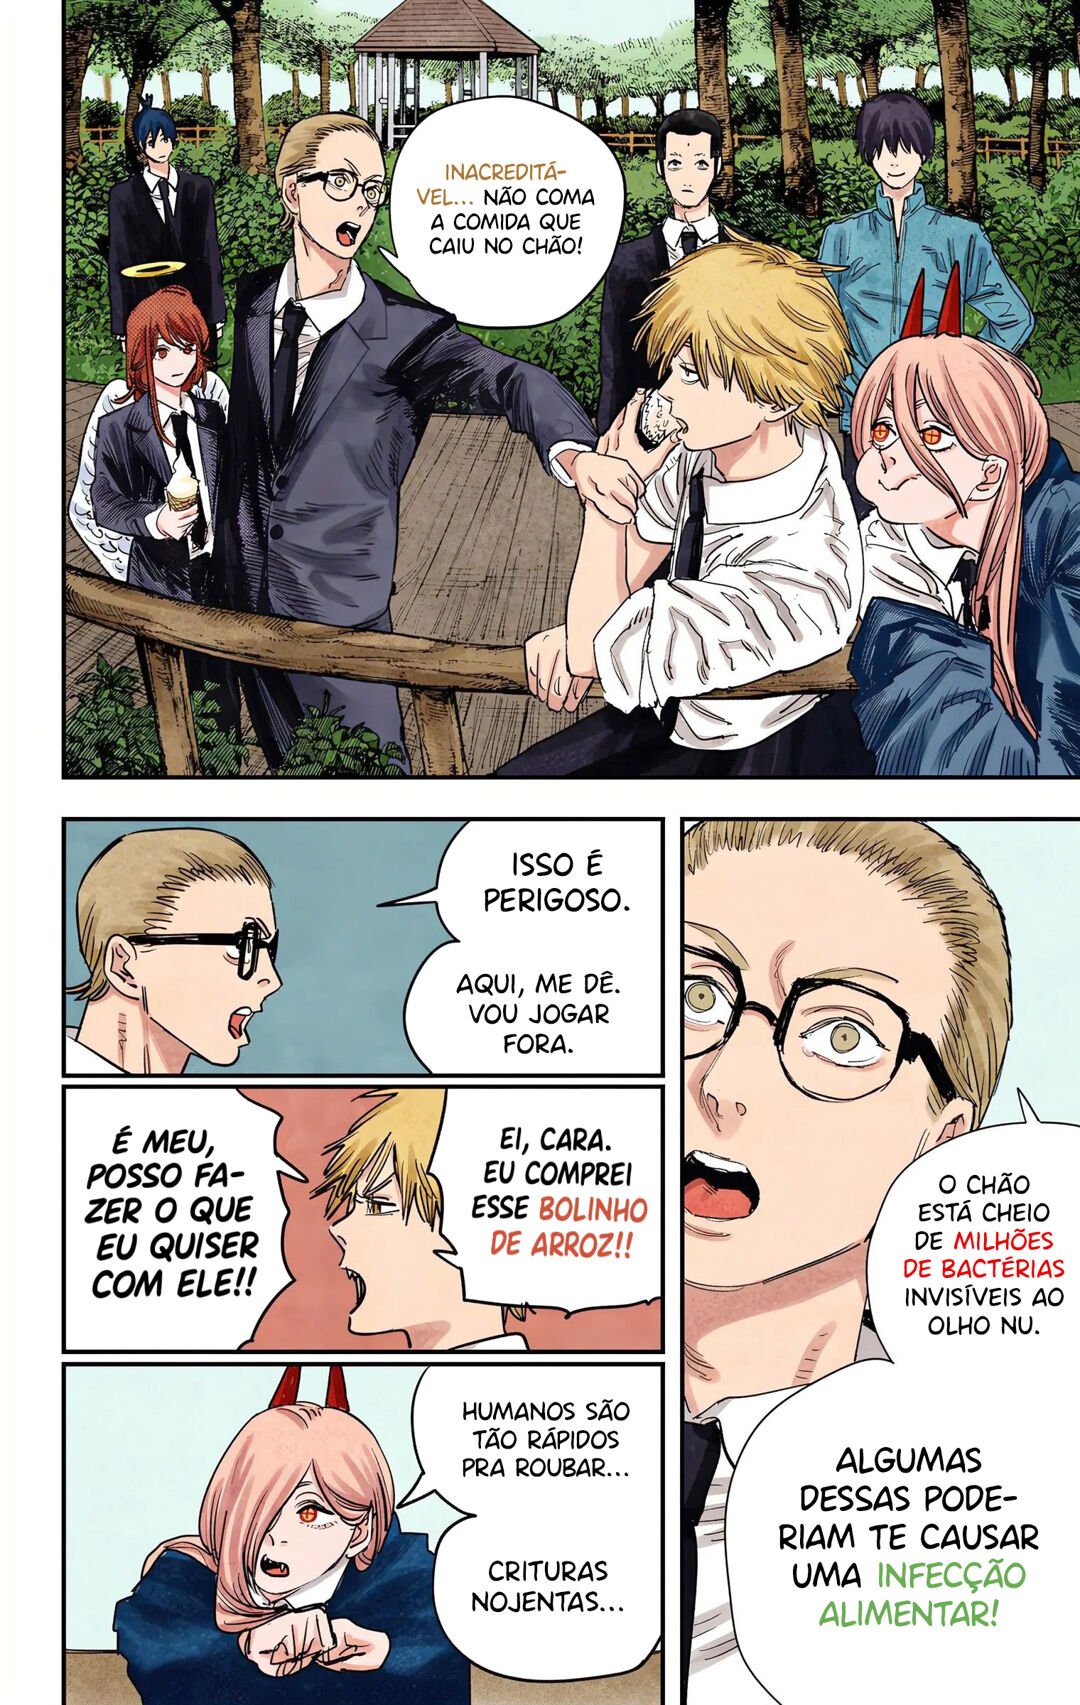 INACREDITÁ-
VEL... NÃO COMA
A COMIDA QUE
CAIU NO CHÃO!
O CHÃO
ESTÁ CHEIO
DE MILHÕES
DE BACTÉRIAS
INVISÍVEIS AO
OLHO NU.
ALGUMAS
DESSAS PODE-
RIAM TE CAUSAR
UMA INFECÇÃO
ALIMENTAR!
ISSO É
PERIGOSO.
AQUI, ME DÊ.
VOU JOGAR
FORA.
EI, CARA.
EU COMPREI
ESSE BOLINHO
DE ARROZ!!
É MEU,
POSSO FA-
ZER O QUE
EU QUISER
COM ELE!!
HUMANOS SÃO
TÃO RÁPIDOS
PRA ROUBAR...
CRITURAS
NOJENTAS...